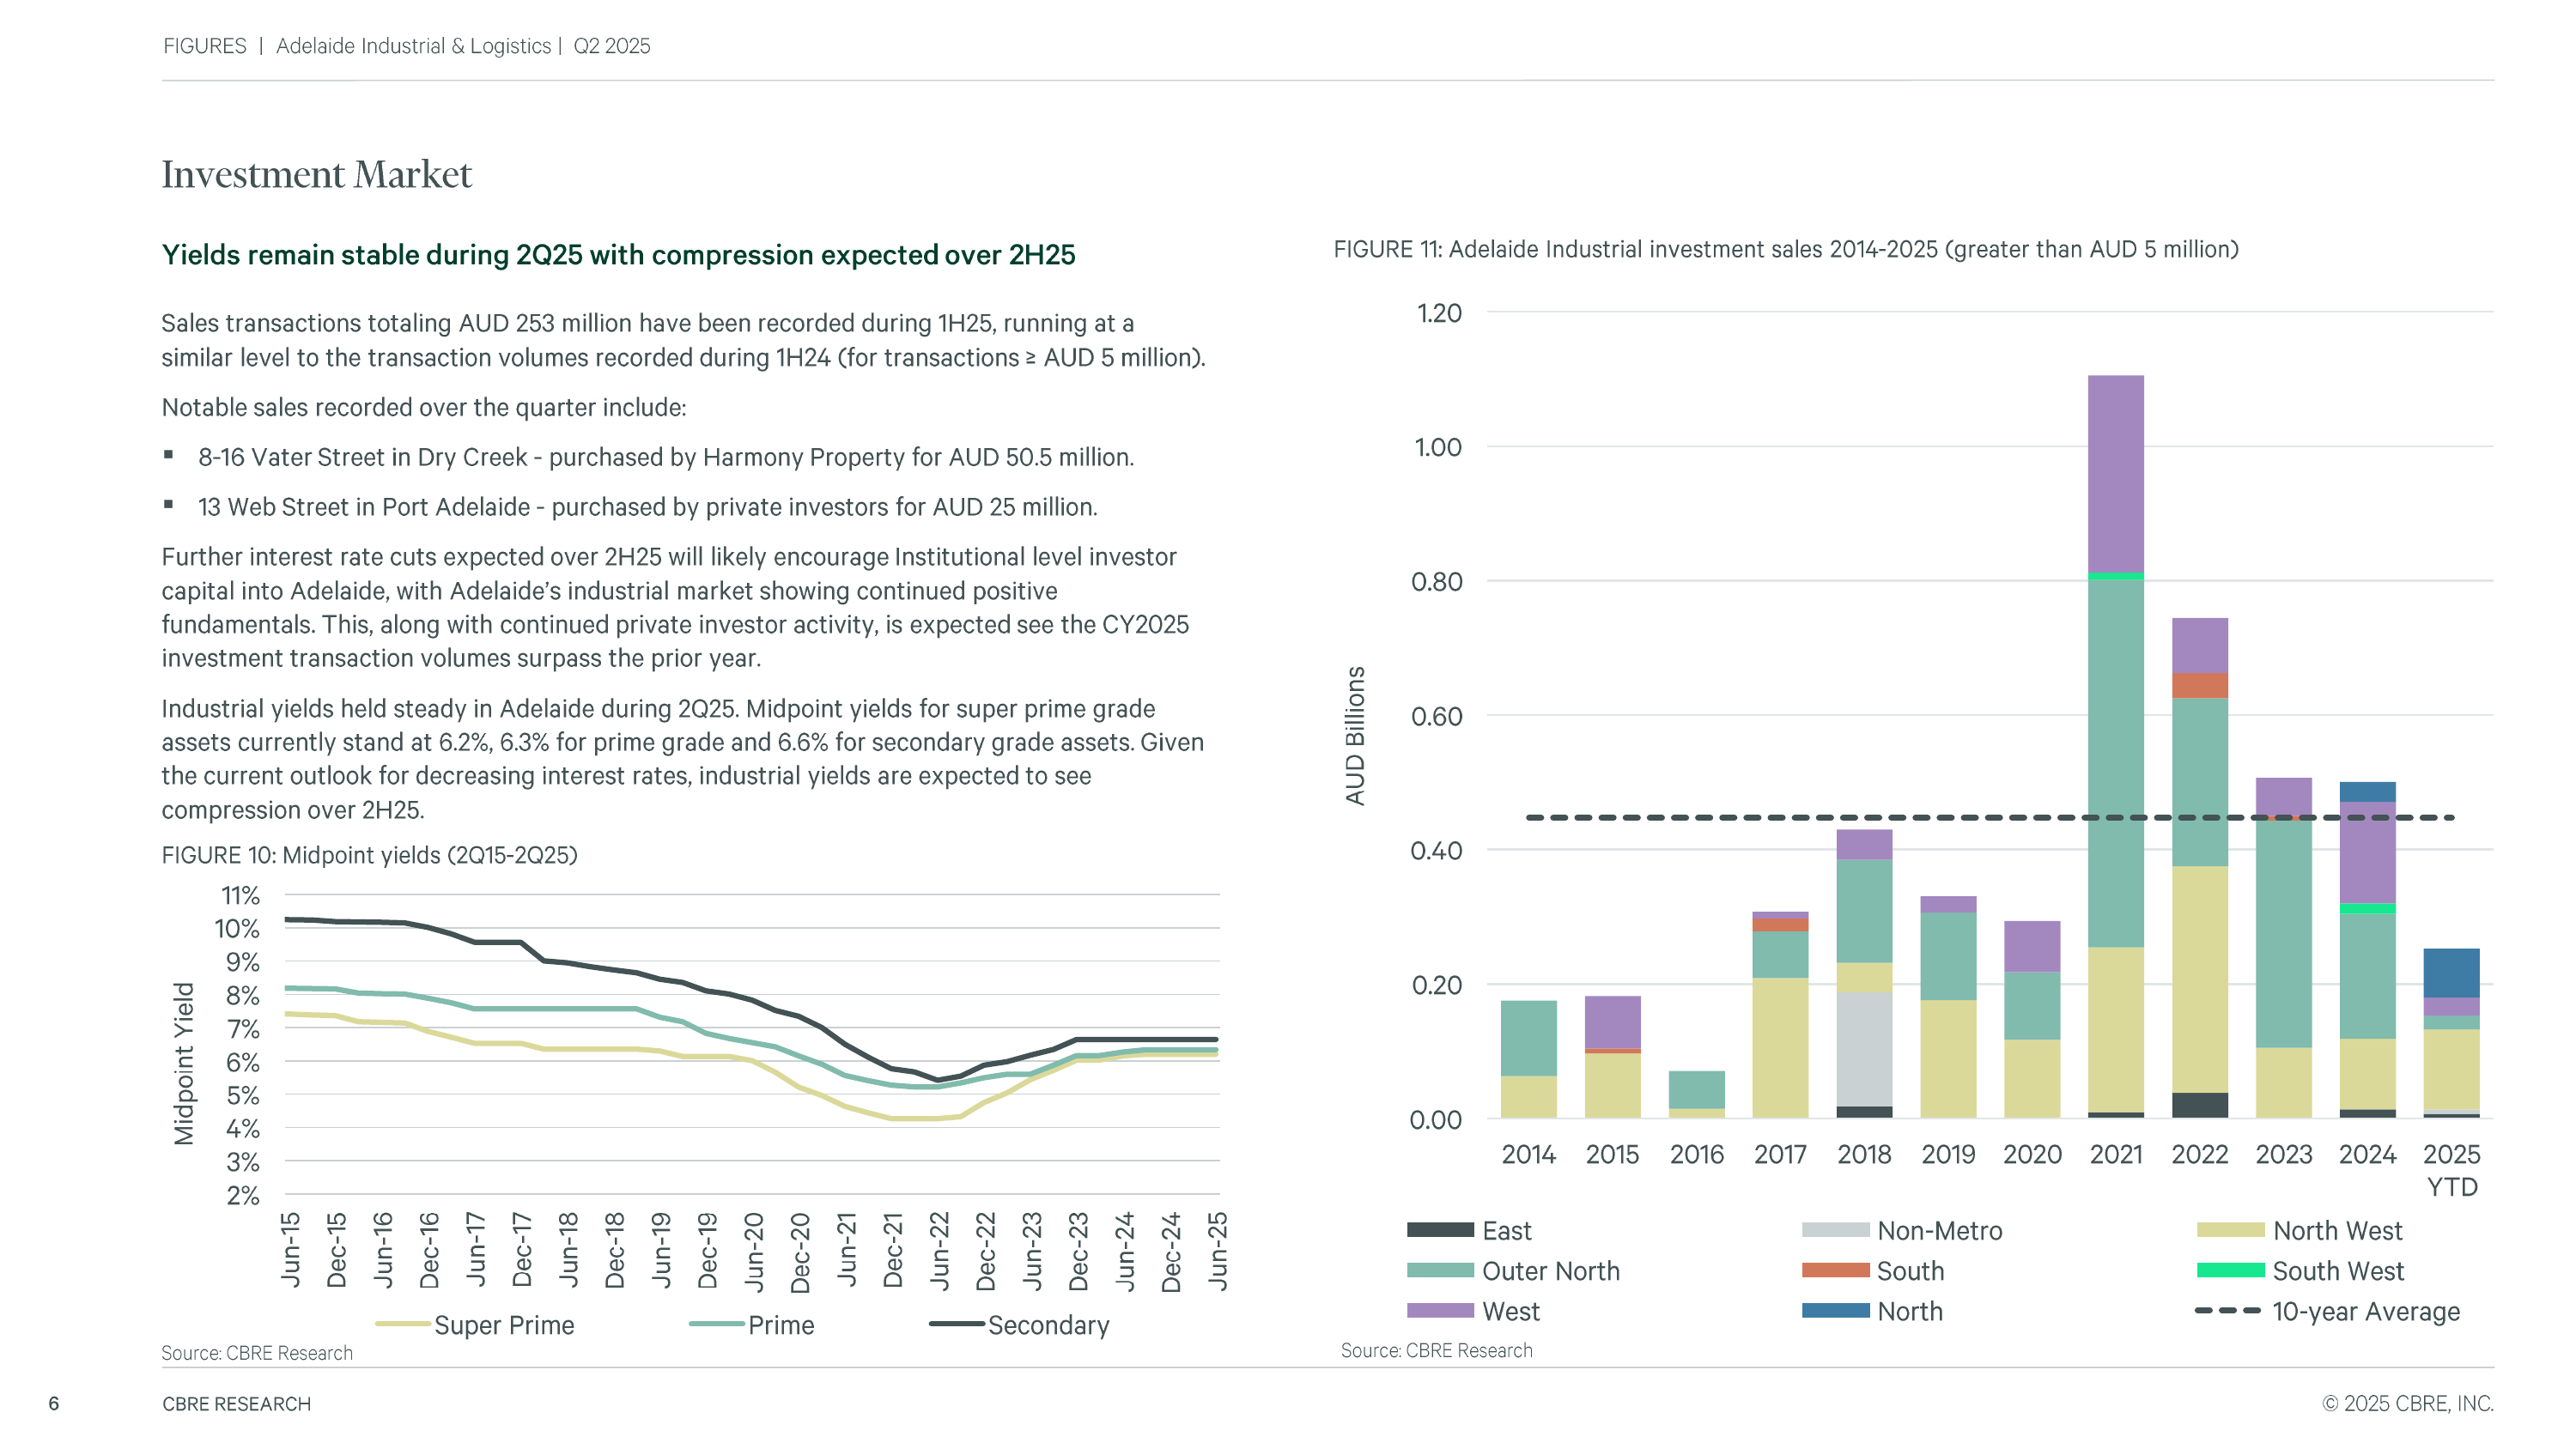 FIGURES | Adelaide Industrial & Logistics | Q2 2025
Investment Market
Yields remain stable during 2Q25 with compression expected over 2H25
Sales transactions totaling AUD 253 million have been recorded during 1H25, running at a
similar level to the transaction volumes recorded during 1H24 (for transactions ≥ AUD 5 million).
Notable sales recorded over the quarter include:
▪ 8-16 Vater Street in Dry Creek - purchased by Harmony Property for AUD 50.5 million.
▪ 13 Web Street in Port Adelaide - purchased by private investors for AUD 25 million.
Further interest rate cuts expected over 2H25 will likely encourage Institutional level investor
capital into Adelaide, with Adelaide's industrial market showing continued positive
fundamentals. This, along with continued private investor activity, is expected see the CY2025
investment transaction volumes surpass the prior year.
Industrial yields held steady in Adelaide during 2Q25. Midpoint yields for super prime grade
assets currently stand at 6.2%, 6.3% for prime grade and 6.6% for secondary grade assets. Given
the current outlook for decreasing interest rates, industrial yields are expected to see
compression over 2H25.
FIGURE 10: Midpoint yields (2Q15-2Q25)
Midpoint Yield
11%
10%
9%
8%
7%
6%
5%
4%
3%
2%
Jun-15 Dec-15 Jun-16 Dec-16 Jun-17 Dec-17 Jun-18 Dec-18 Jun-19 Dec-19 Jun-20 Dec-20 Jun-21 Dec-21 Jun-22 Dec-22 Jun-23 Dec-23 Jun-24 Dec-24 Jun-25
Super Prime Prime Secondary
Source: CBRE Research
FIGURE 11: Adelaide Industrial investment sales 2014-2025 (greater than AUD 5 million)
AUD Billions
1.20
1.00
0.80
0.60
0.40
0.20
0.00
2014 2015 2016 2017 2018 2019 2020 2021 2022 2023 2024 2025
YTD
East Non-Metro North West
Outer North South South West
West North 10-year Average
Source: CBRE Research
6 CBRE RESEARCH © 2025 CBRE, INC.